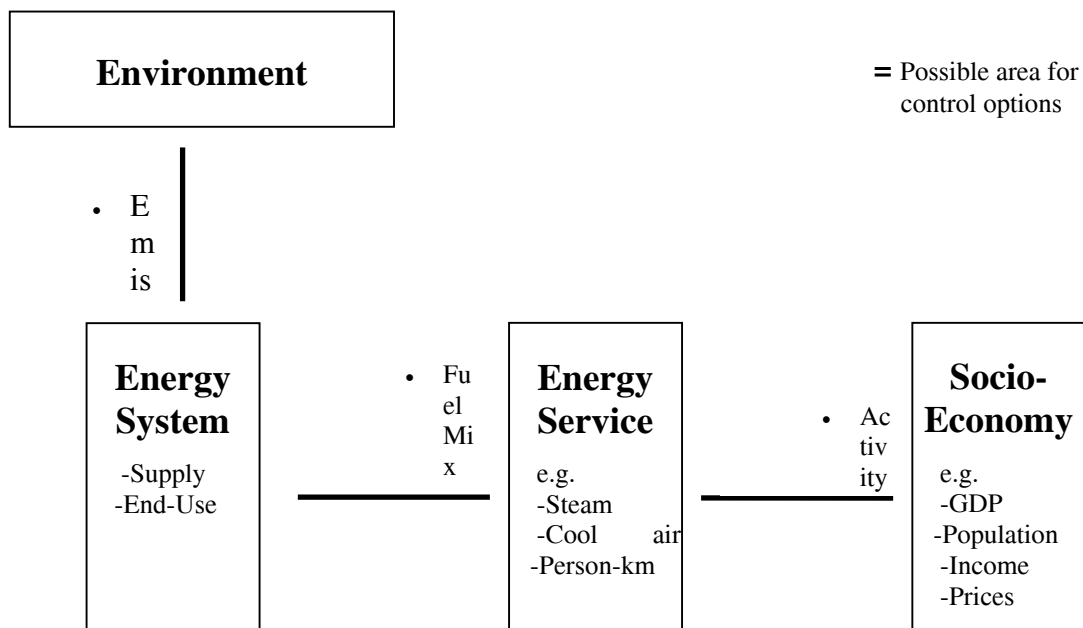 Environment
= Possible area for
control options
• E
m
is
Energy
System
-Supply
-End-Use
• Fu
el
Mi
x
Energy
Service
e.g.
-Steam
-Cool air
-Person-km
• Ac
tiv
ity
Socio-
Economy
e.g.
-GDP
-Population
-Income
-Prices